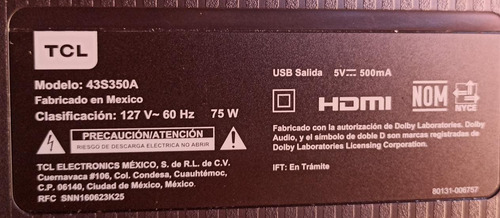 TCL
Modelo: 43S350A
Fabricado en Mexico
Clasificación: 127 V~ 60 Hz 75 W
PRECAUCIÓN/ATENCIÓN
RIESGO DE DESCARGA ELECTRICA NO ABRIR
TCL ELECTRONICS MÉXICO, S. de R.L. de C.V.
Cuernavaca #106, Col. Condesa, Cuauhtémoc,
C.P. 06140, Ciudad de México, México
RFC SNN160623K25
USB Salida 5V⎓ 500mA
HDMI NOM NYCE
Fabricado con la autorización de Dolby Laboratories. Dolby
Audio, y el símbolo de doble D son marcas registradas de
Dolby Laboratories Licensing Corporation.
IFT: En Trámite
80131-006757